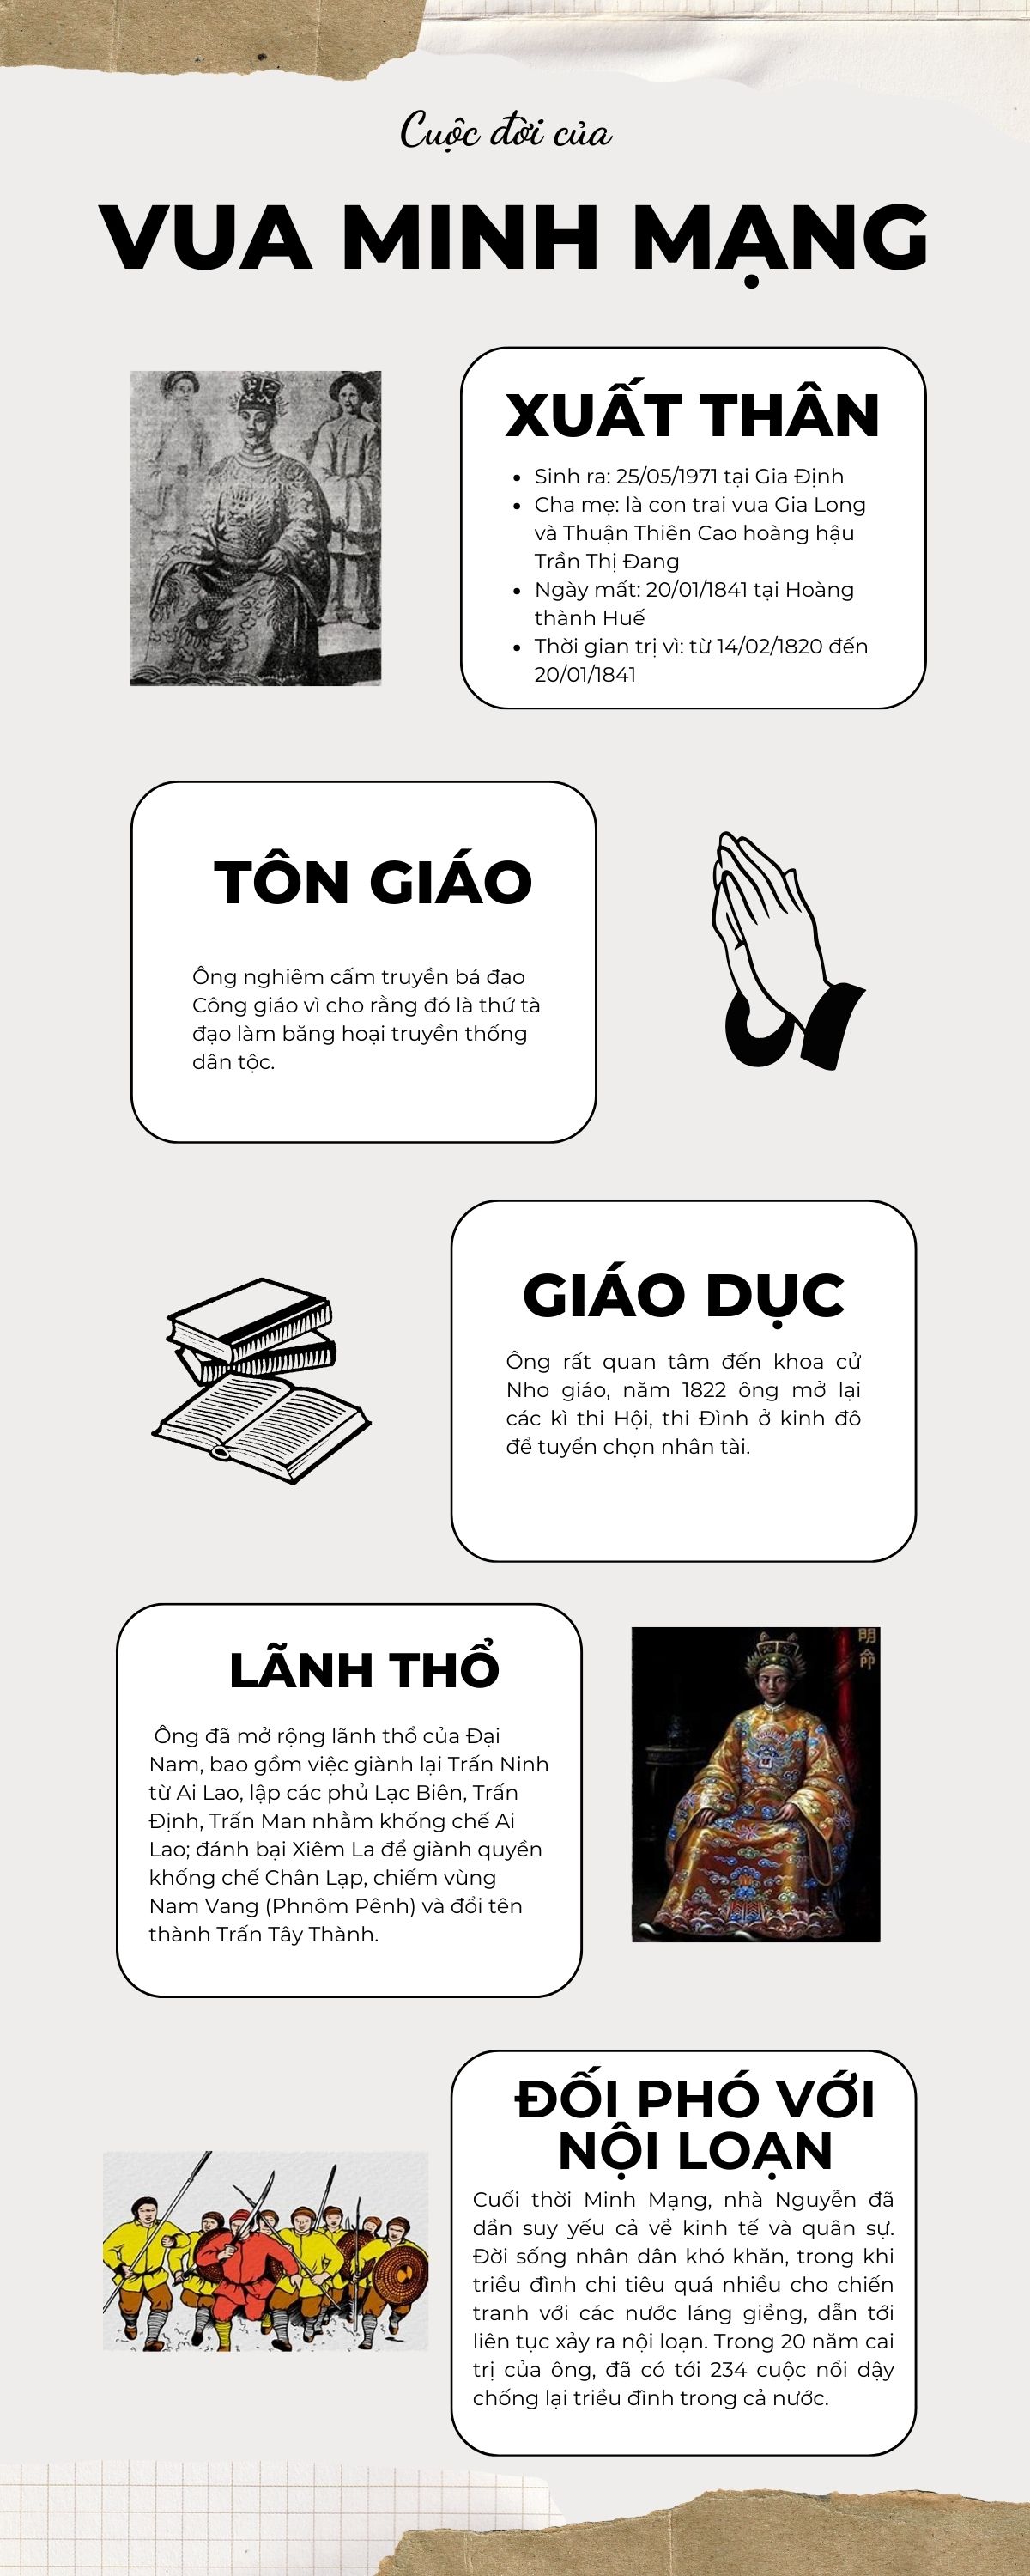 Cuộc đời của
VUA MINH MẠNG
XUẤT THÂN
• Sinh ra: 25/05/1971 tại Gia Định
• Cha mẹ: là con trai vua Gia Long
và Thuận Thiên Cao hoàng hậu
Trần Thị Đang
• Ngày mất: 20/01/1841 tại Hoàng
thành Huế
• Thời gian trị vì: từ 14/02/1820 đến
20/01/1841
TÔN GIÁO
Ông nghiêm cấm truyền bá đạo
Công giáo vì cho rằng đó là thứ tà
đạo làm băng hoại truyền thống
dân tộc.
GIÁO DỤC
Ông rất quan tâm đến khoa cử
Nho giáo, năm 1822 ông mở lại
các kì thi Hội, thi Đình ở kinh đô
để tuyển chọn nhân tài.
LÃNH THỔ
Ông đã mở rộng lãnh thổ của Đại
Nam, bao gồm việc giành lại Trấn Ninh
từ Ai Lao, lập các phủ Lạc Biên, Trấn
Định, Trấn Man nhằm khống chế Ai
Lao; đánh bại Xiêm La để giành quyền
khống chế Chân Lạp, chiếm vùng
Nam Vang (Phnôm Pênh) và đổi tên
thành Trấn Tây Thành.
明
命
ĐỐI PHÓ VỚI
NỘI LOẠN
Cuối thời Minh Mạng, nhà Nguyễn đã
dần suy yếu cả về kinh tế và quân sự.
Đời sống nhân dân khó khăn, trong khi
triều đình chi tiêu quá nhiều cho chiến
tranh với các nước láng giềng, dẫn tới
liên tục xảy ra nội loạn. Trong 20 năm cai
trị của ông, đã có tới 234 cuộc nổi dậy
chống lại triều đình trong cả nước.